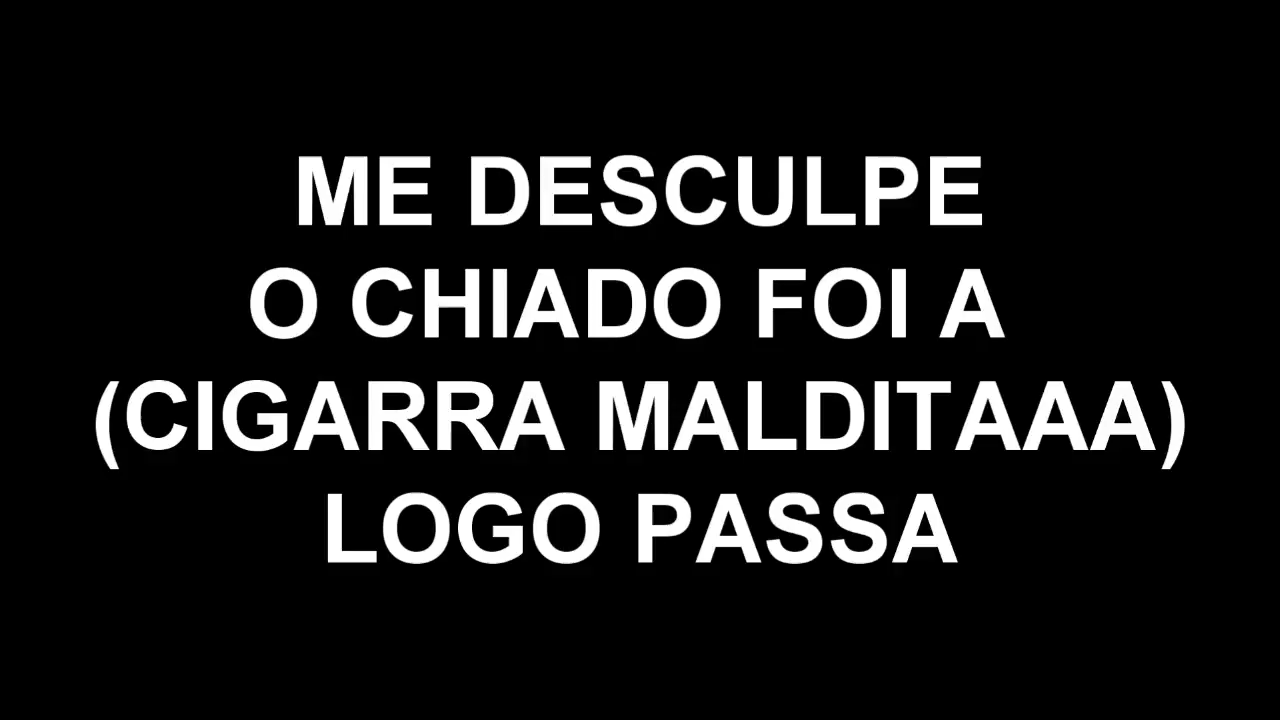 ME DESCULPE
O CHIADO FOI A
(CIGARRA MALDITAAA)
LOGO PASSA